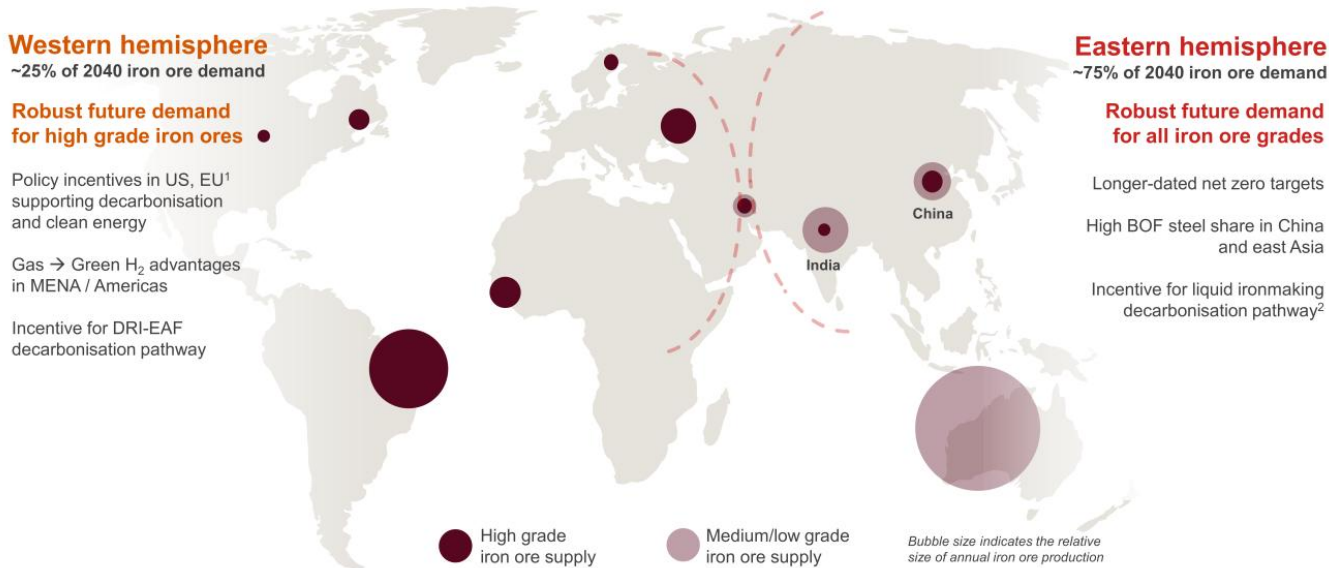 Western hemisphere
~25% of 2040 iron ore demand
Robust future demand
for high grade iron ores
Policy incentives in US, EU¹
supporting decarbonisation
and clean energy
Gas → Green H₂ advantages
in MENA / Americas
Incentive for DRI-EAF
decarbonisation pathway
Eastern hemisphere
~75% of 2040 iron ore demand
Robust future demand
for all iron ore grades
Longer-dated net zero targets
High BOF steel share in China
and east Asia
Incentive for liquid ironmaking
decarbonisation pathway²
China
India
High grade
iron ore supply
Medium/low grade
iron ore supply
Bubble size indicates the relative
size of annual iron ore production